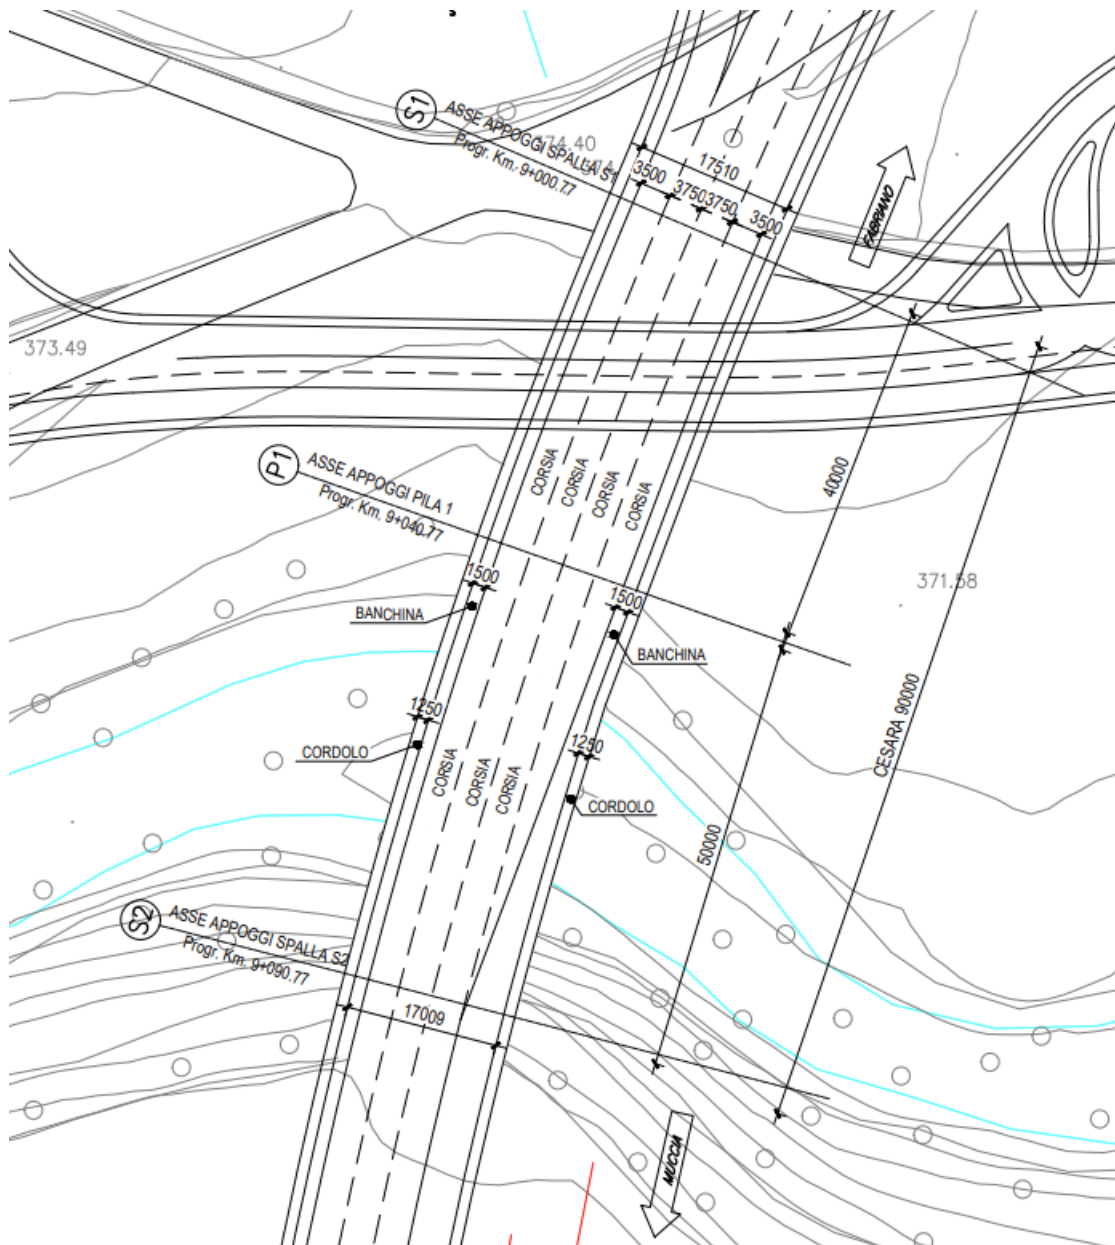 S1
ASSE APPOGGI SPALLA S1
Progr. Km. 9+000.77
374.40
374
17510
3500
3750
3750
3500
FABRIANO
373.49
P1
ASSE APPOGGI PILA 1
Progr. Km. 9+040.77
CORSIA
CORSIA
CORSIA
CORSIA
40000
371.58
1500
BANCHINA
1500
BANCHINA
CESARA 90000
1250
CORDOLO
1250
CORDOLO
CORSIA
CORSIA
CORSIA
50000
S2
ASSE APPOGGI SPALLA S2
Progr. Km. 9+090.77
17009
MUCCIA